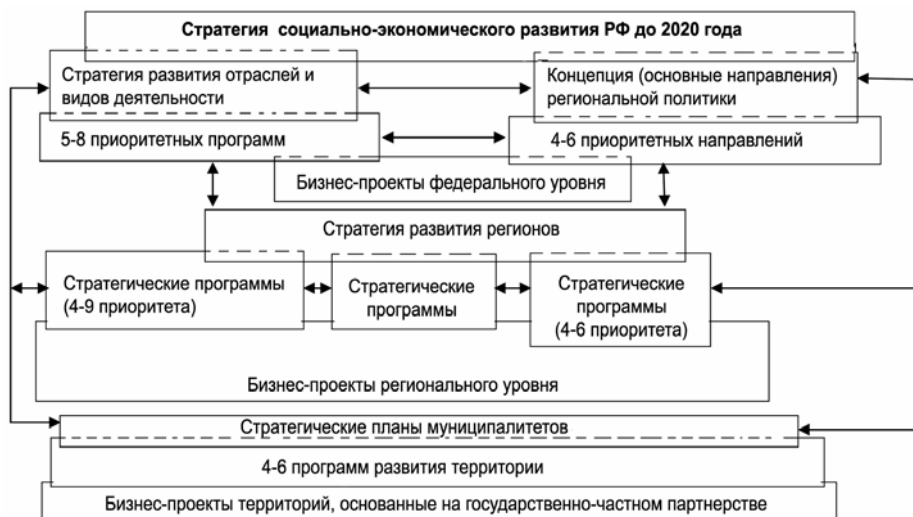 Стратегия социально-экономического развития РФ до 2020 года
Стратегия развития отраслей и
видов деятельности
Концепция (основные направления)
региональной политики
5-8 приоритетных программ
4-6 приоритетных направлений
Бизнес-проекты федерального уровня
Стратегия развития регионов
Стратегические программы
(4-9 приоритета)
Стратегические
программы
Стратегические
программы
(4-6 приоритета)
Бизнес-проекты регионального уровня
Стратегические планы муниципалитетов
4-6 программ развития территории
Бизнес-проекты территорий, основанные на государственно-частном партнерстве